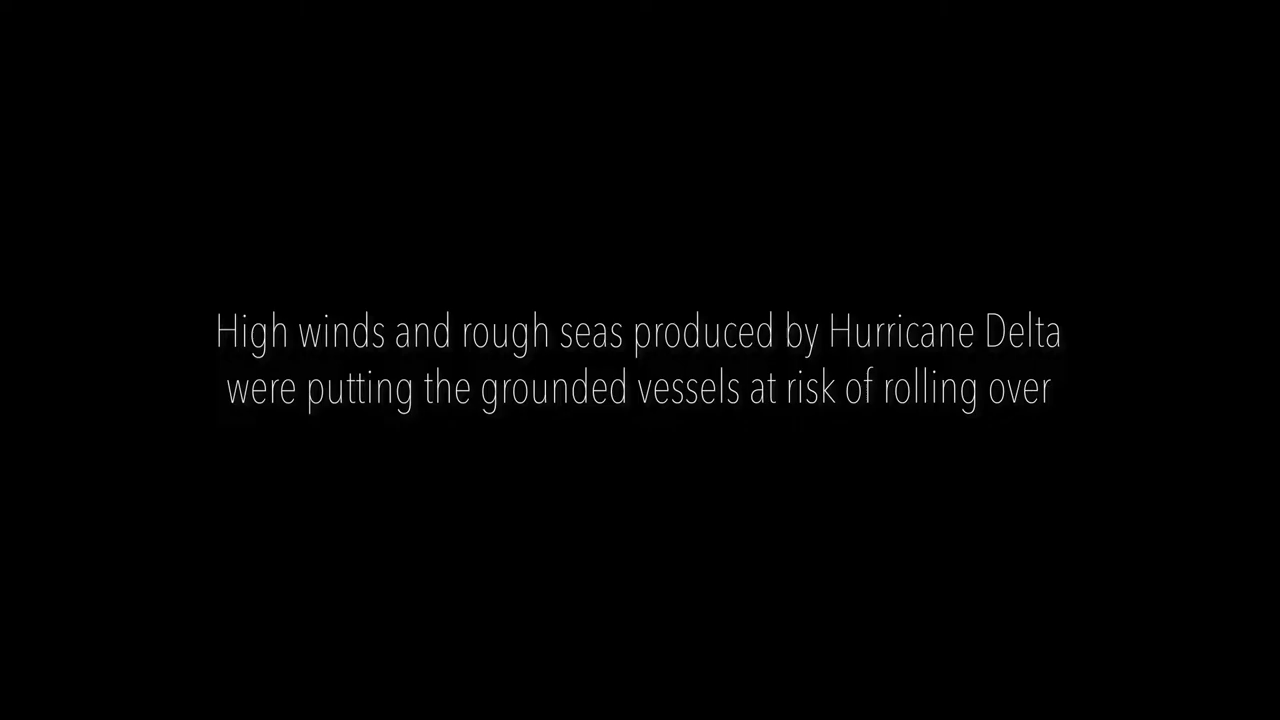 High winds and rough seas produced by Hurricane Delta
were putting the grounded vessels at risk of rolling over